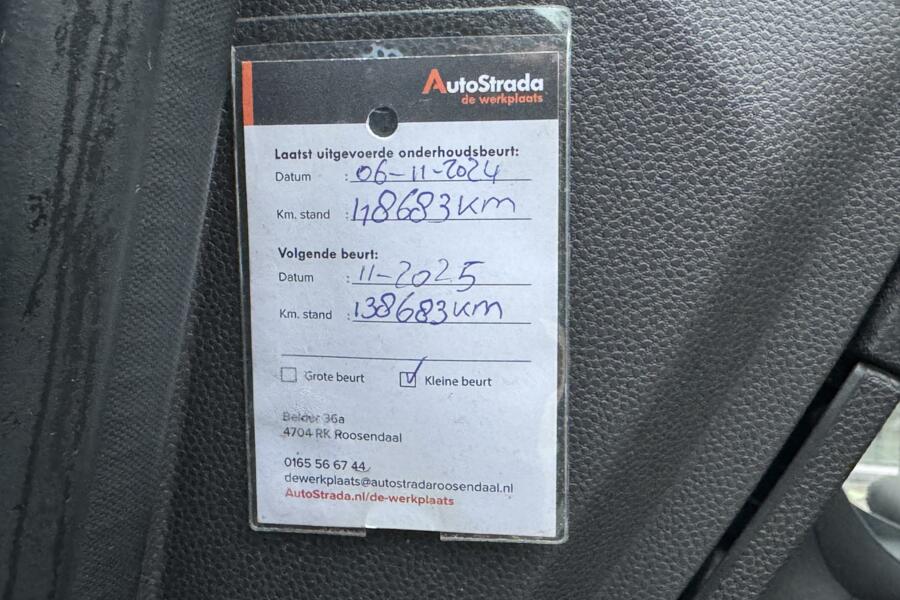 AutoStrada
de werkplaats
Laatst uitgevoerde onderhoudsbeurt:
Datum : 06-11-2024
Km. stand : 118683 km
Volgende beurt:
Datum : 11-2025
Km. stand : 138683 km
Grote beurt Kleine beurt
Belder 36a
4704 RK Roosendaal
0165 56 67 44
dewerkplaats@autostradaroosendaal.nl
AutoStrada.nl/de-werkplaats